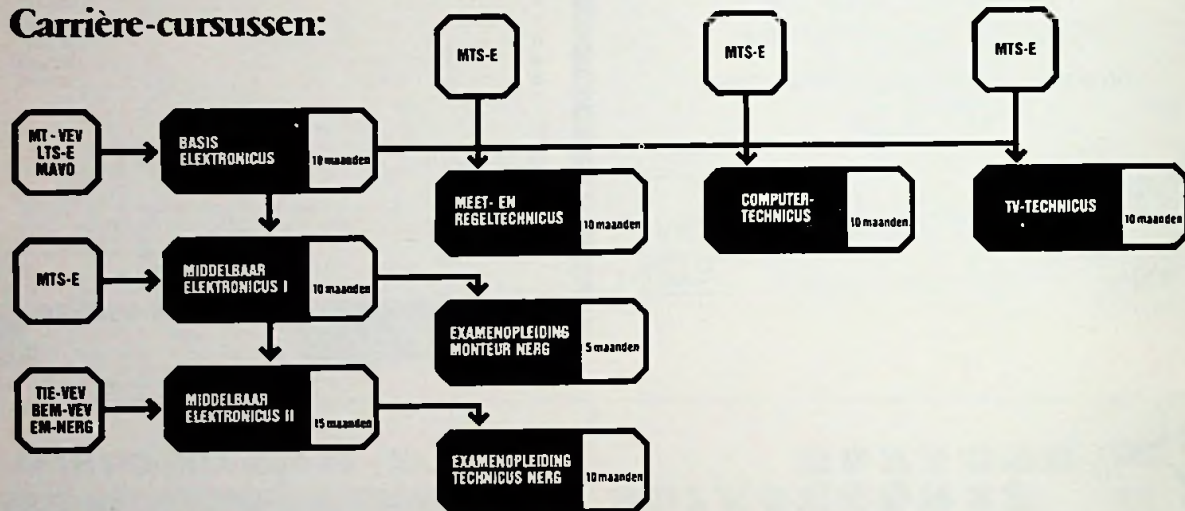 Carrière-cursussen:
MTS-E
MTS-E
MTS-E
MT-VEV
LTS-E
MAVO
BASIS
ELEKTRONICUS
10 maanden
MEET- EN
REGELTECHNICUS
10 maanden
COMPUTER-
TECHNICUS
10 maanden
TV-TECHNICUS
10 maanden
MTS-E
MIDDELBAAR
ELEKTRONICUS I
10 maanden
EXAMENOPLEIDING
MONTEUR NERG
5 maanden
TIE-VEV
BEM-VEV
EM-NERG
MIDDELBAAR
ELEKTRONICUS II
15 maanden
EXAMENOPLEIDING
TECHNICUS NERG
10 maanden